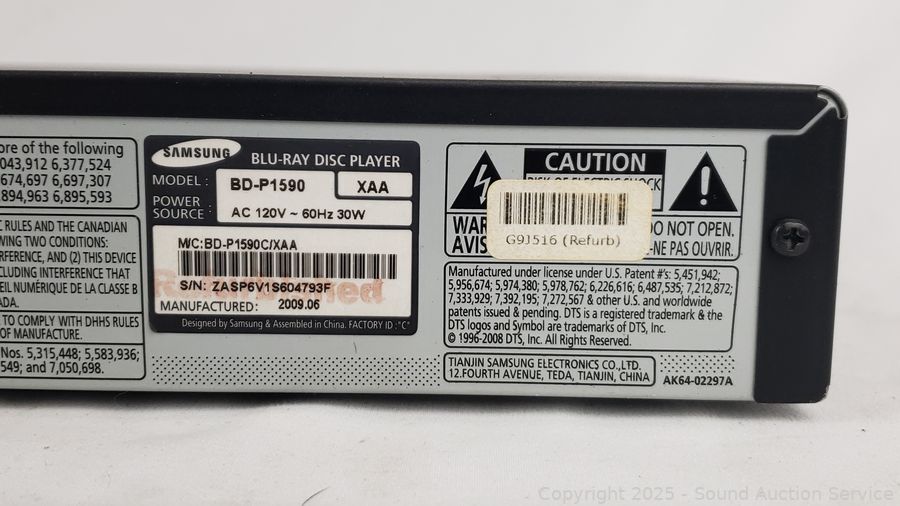 ore of the following
043,912 6,377,524
674,697 6,697,307
894,963 6,895,593
C RULES AND THE CANADIAN
WING TWO CONDITIONS:
RFERENCE, AND (2) THIS DEVICE
CLUDING INTERFERENCE THAT
EIL NUMÉRIQUE DE LA CLASSE B
ADA.
TO COMPLY WITH DHHS RULES
OF MANUFACTURE.
Nos. 5,315,448; 5,583,936;
549; and 7,050,698.
SAMSUNG BLU-RAY DISC PLAYER
MODEL : BD-P1590 XAA
POWER SOURCE : AC 120V ~ 60Hz 30W
M/C:BD-P1590C/XAA
S/N: ZASP6V1S604793F
Refurbished
MANUFACTURED: 2009.06
Designed by Samsung & Assembled in China. FACTORY ID :"C"
CAUTION
RISK OF ELECTRIC SHOCK
WAR DO NOT OPEN.
AVIS -NE PAS OUVRIR.
G9J516 (Refurb)
Manufactured under license under U.S. Patent #'s: 5,451,942;
5,956,674; 5,974,380; 5,978,762; 6,226,616; 6,487,535; 7,212,872;
7,333,929; 7,392,195; 7,272,567 & other U.S. and worldwide
patents issued & pending. DTS is a registered trademark & the
DTS logos and Symbol are trademarks of DTS, Inc.
© 1996-2008 DTS, Inc. All Rights Reserved.
TIANJIN SAMSUNG ELECTRONICS CO.,LTD.
12.FOURTH AVENUE, TEDA, TIANJIN, CHINA
AK64-02297A
Copyright 2025 - Sound Auction Service